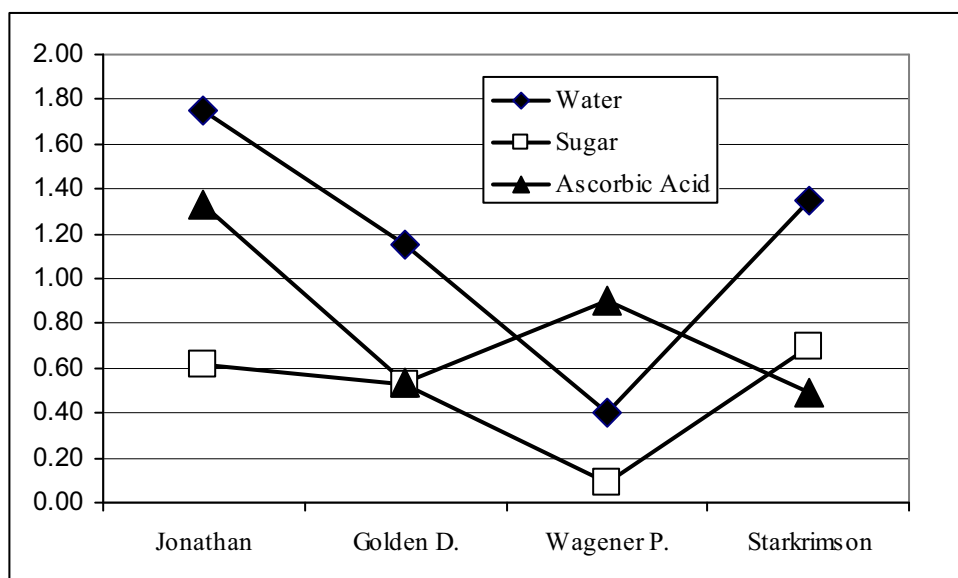 2.00
1.80
1.60
1.40
1.20
1.00
0.80
0.60
0.40
0.20
0.00
Water
Sugar
Ascorbic Acid
Jonathan Golden D. Wagener P. Starkrimson